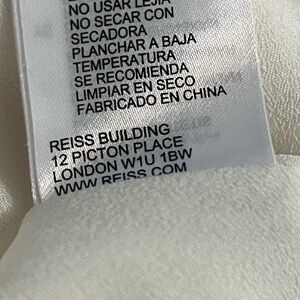 NO USAR LEJIA
NO SECAR CON
SECADORA
PLANCHAR A BAJA
TEMPERATURA
SE RECOMIENDA
LIMPIAR EN SECO
FABRICADO EN CHINA
REISS BUILDING
12 PICTON PLACE
LONDON W1U 1BW
WWW.REISS.COM